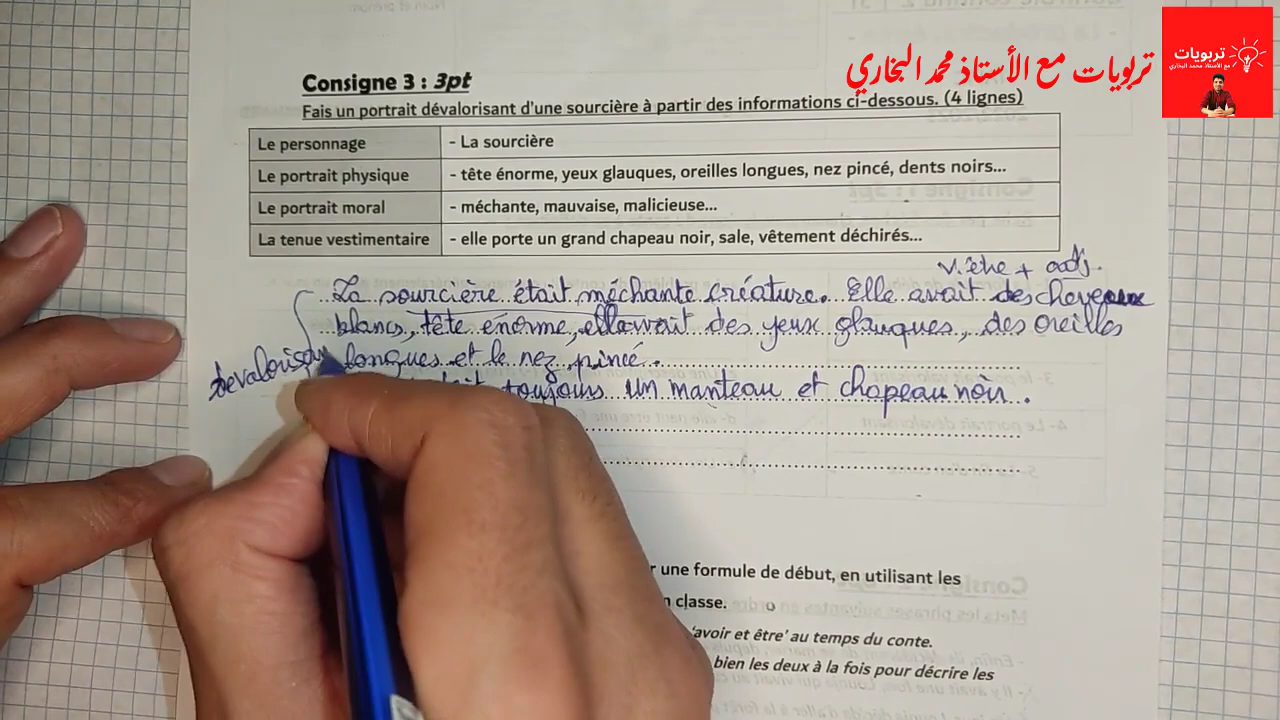 تربويات مع الأستاذ محمد البخاري
تربويات
مع الأستاذ محمد البخاري
Consigne 3 : 3pt
Fais un portrait dévalorisant d'une sourcière à partir des informations ci-dessous. (4 lignes)
Le personnage - La sourcière
Le portrait physique - tête énorme, yeux glauques, oreilles longues, nez pincé, dents noirs...
Le portrait moral - méchante, mauvaise, malicieuse...
La tenue vestimentaire - elle porte un grand chapeau noir, sale, vêtement déchirés...
V. être + adj.
La sourcière était méchante créature. Elle avait des cheveux
blancs, tête énorme, elle avait des yeux glauques, des oreilles
longues et le nez pincé.
toujours un manteau et chapeau noir.
une formule de début, en utilisant les
classe.
'avoir et être' au temps du conte.
bien les deux à la fois pour décrire les